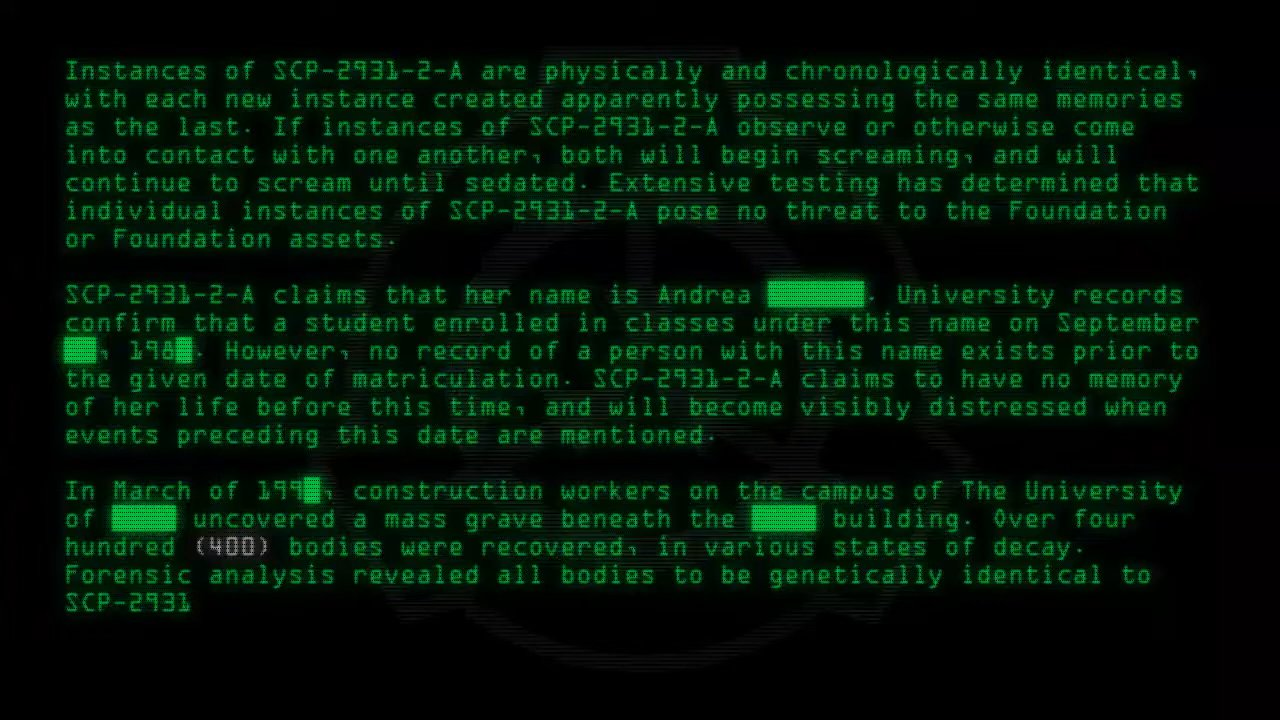 Instances of SCP-2931-2-A are physically and chronologically identical,
with each new instance created apparently possessing the same memories
as the last. If instances of SCP-2931-2-A observe or otherwise come
into contact with one another, both will begin screaming, and will
continue to scream until sedated. Extensive testing has determined that
individual instances of SCP-2931-2-A pose no threat to the Foundation
or Foundation assets.
SCP-2931-2-A claims that her name is Andrea ██████. University records
confirm that a student enrolled in classes under this name on September
██, 198█. However, no record of a person with this name exists prior to
the given date of matriculation. SCP-2931-2-A claims to have no memory
of her life before this time, and will become visibly distressed when
events preceding this date are mentioned.
In March of 199█, construction workers on the campus of The University
of ████ uncovered a mass grave beneath the ████ building. Over four
hundred (400) bodies were recovered, in various states of decay.
Forensic analysis revealed all bodies to be genetically identical to
SCP-2931